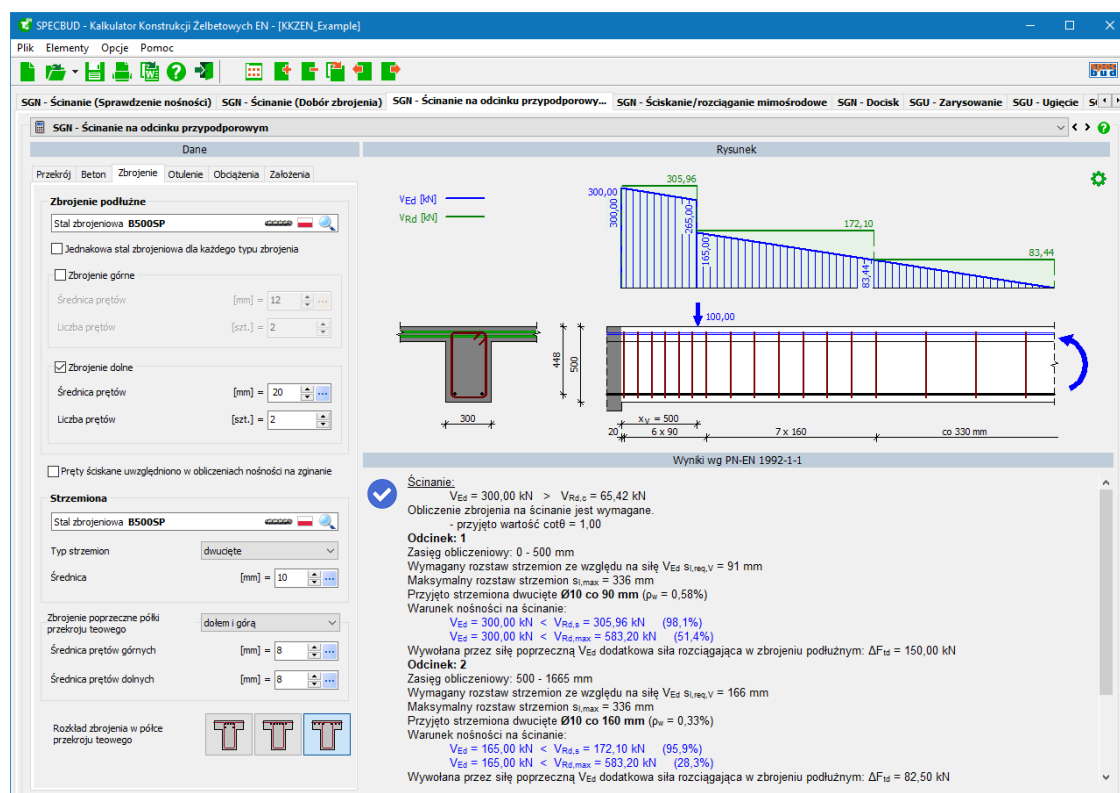 SPECBUD - Kalkulator Konstrukcji Żelbetowych EN - [KKZEN_Example]
Plik Elementy Opcje Pomoc
SGN - Ścinanie (Sprawdzenie nośności) SGN - Ścinanie (Dobór zbrojenia) SGN - Ścinanie na odcinku przypodporowy... SGN - Ściskanie/rozciąganie mimośrodowe SGN - Docisk SGU - Zarysowanie SGU - Ugięcie
SGN - Ścinanie na odcinku przypodporowym
Dane
Przekrój Beton Zbrojenie Otulenie Obciążenia Założenia
Zbrojenie podłużne
Stal zbrojeniowa B500SP
Jednakowa stal zbrojeniowa dla każdego typu zbrojenia
Zbrojenie górne
Średnica prętów [mm] = 12
Liczba prętów [szt.] = 2
Zbrojenie dolne
Średnica prętów [mm] = 20
Liczba prętów [szt.] = 2
Pręty ściskane uwzględniono w obliczeniach nośności na zginanie
Strzemiona
Stal zbrojeniowa B500SP
Typ strzemion dwucięte
Średnica [mm] = 10
Zbrojenie poprzeczne półki
przekroju teowego
dołem i górą
Średnica prętów górnych [mm] = 8
Średnica prętów dolnych [mm] = 8
Rozkład zbrojenia w półce
przekroju teowego
Rysunek
VEd [kN]
VRd [kN]
305,96
300,00
300,00
265,00
165,00
172,10
83,44
83,44
100,00
448
500
300
xV = 500
20 6 x 90 7 x 160 co 330 mm
Wyniki wg PN-EN 1992-1-1
Ścinanie:
VEd = 300,00 kN > VRd,c = 65,42 kN
Obliczenie zbrojenia na ścinanie jest wymagane.
- przyjęto wartość cotθ = 1,00
Odcinek: 1
Zasięg obliczeniowy: 0 - 500 mm
Wymagany rozstaw strzemion ze względu na siłę VEd sl,req,V = 91 mm
Maksymalny rozstaw strzemion sl,max = 336 mm
Przyjęto strzemiona dwucięte Ø10 co 90 mm (ρw = 0,58%)
Warunek nośności na ścinanie:
VEd = 300,00 kN < VRd,s = 305,96 kN (98,1%)
VEd = 300,00 kN < VRd,max = 583,20 kN (51,4%)
Wywołana przez siłę poprzeczną VEd dodatkowa siła rozciągająca w zbrojeniu podłużnym: ΔFtd = 150,00 kN
Odcinek: 2
Zasięg obliczeniowy: 500 - 1665 mm
Wymagany rozstaw strzemion ze względu na siłę VEd sl,req,V = 166 mm
Maksymalny rozstaw strzemion sl,max = 336 mm
Przyjęto strzemiona dwucięte Ø10 co 160 mm (ρw = 0,33%)
Warunek nośności na ścinanie:
VEd = 165,00 kN < VRd,s = 172,10 kN (95,9%)
VEd = 165,00 kN < VRd,max = 583,20 kN (28,3%)
Wywołana przez siłę poprzeczną VEd dodatkowa siła rozciągająca w zbrojeniu podłużnym: ΔFtd = 82,50 kN